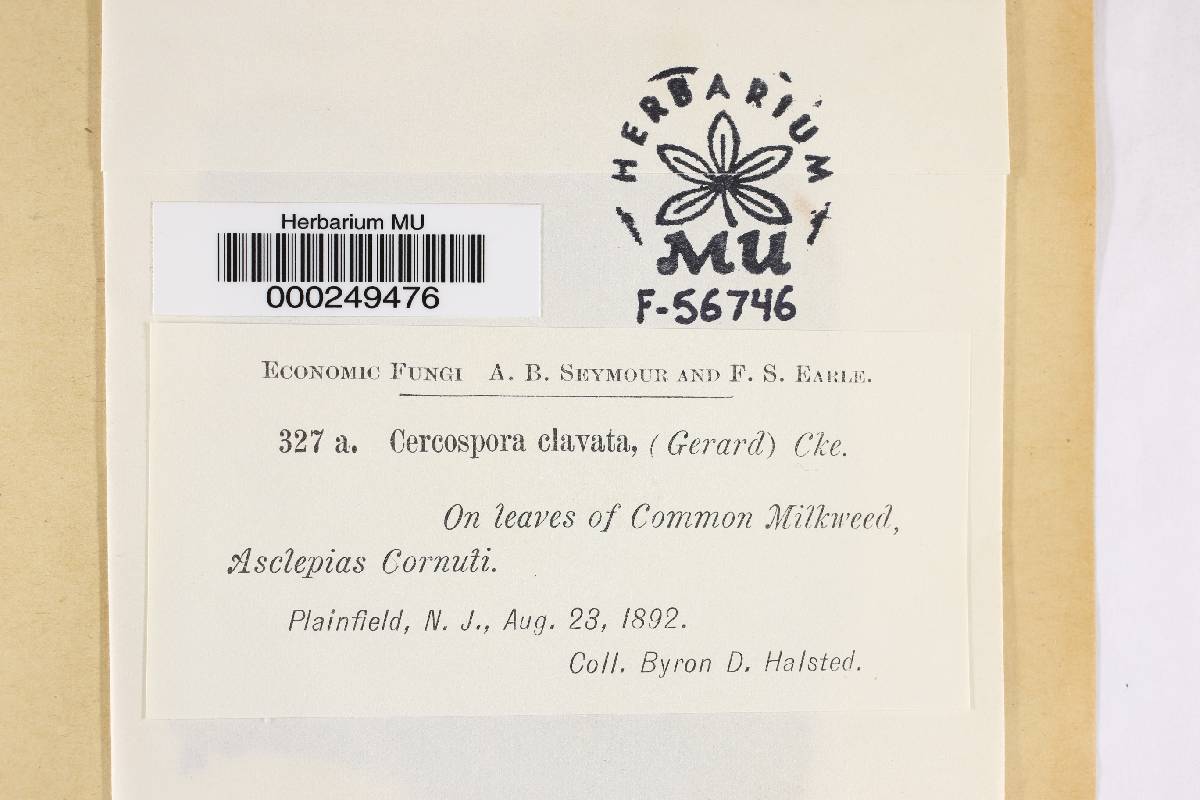 HERBARIUM
MU
F-56746
Herbarium MU
000249476
ECONOMIC FUNGI A. B. SEYMOUR AND F. S. EARLE.
327 a. Cercospora clavata, (Gerard) Cke.
On leaves of Common Milkweed,
Asclepias Cornuti.
Plainfield, N. J., Aug. 23, 1892.
Coll. Byron D. Halsted.